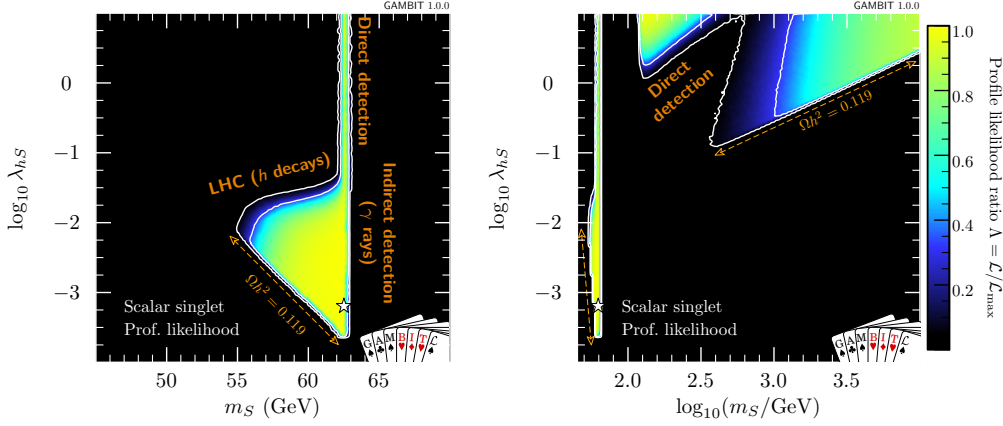 GAMBIT 1.0.0
0
−1
−2
−3
log₁₀ λhS
50
55
60
65
mS (GeV)
Direct detection
LHC (h decays)
Indirect detection
(γ rays)
Ωh² = 0.119
Scalar singlet
Prof. likelihood
G A M B I T L
GAMBIT 1.0.0
0
−1
−2
−3
log₁₀ λhS
2.0
2.5
3.0
3.5
log₁₀(mS/GeV)
Direct
detection
Ωh² = 0.119
Scalar singlet
Prof. likelihood
G A M B I T L
1.0
0.8
0.6
0.4
0.2
Profile likelihood ratio Λ = ℒ/ℒmax